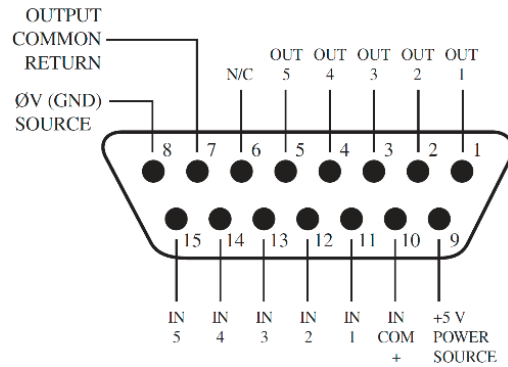 OUTPUT
COMMON
RETURN
ØV (GND)
SOURCE
N/C
OUT OUT OUT OUT OUT
5 4 3 2 1
8 7 6 5 4 3 2 1
15 14 13 12 11 10 9
IN IN IN IN IN IN +5 V
5 4 3 2 1 COM POWER
+ SOURCE